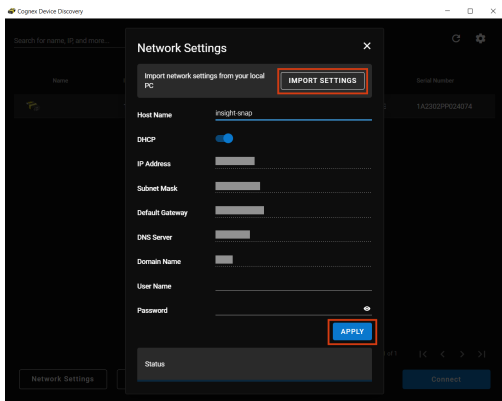 Cognex Device Discovery
Search for name, IP, and more...
Network Settings
Import network settings from your local PC
IMPORT SETTINGS
Name
Serial Number
1A2302PP024074
Host Name
insight-snap
DHCP
IP Address
Subnet Mask
Default Gateway
DNS Server
Domain Name
User Name
Password
APPLY
Status
of 1
Network Settings
Connect